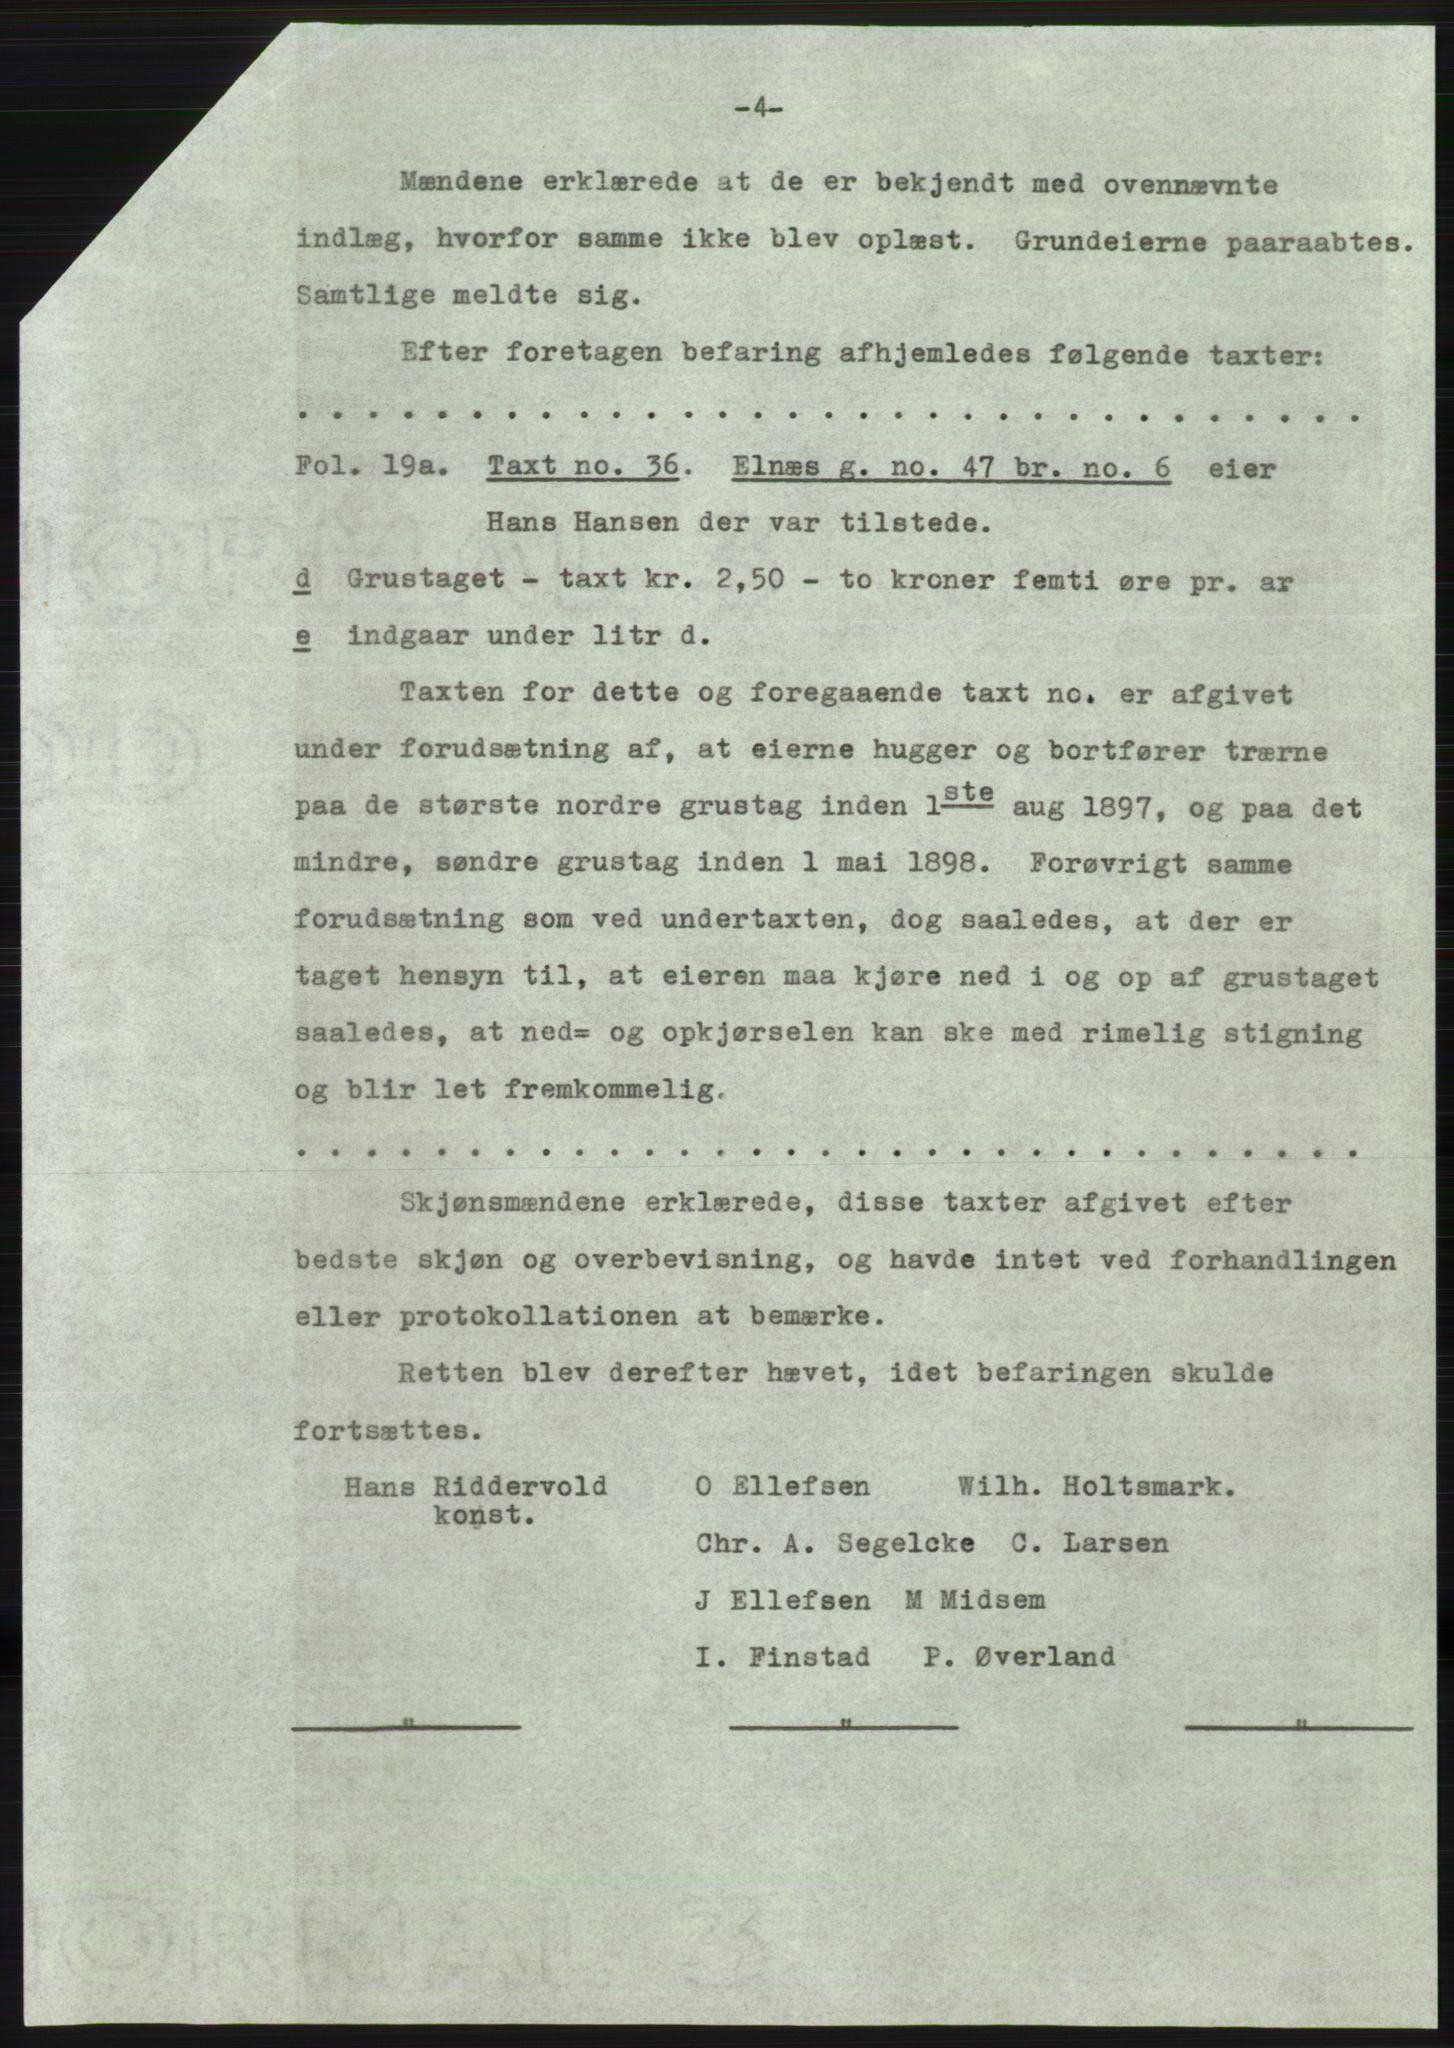 -4-
Mændene erklærede at de er bekjendt med ovennævnte
indlæg, hvorfor samme ikke blev oplæst. Grundeierne paaraabtes.
Samtlige meldte sig.
Efter foretagen befaring afhjemledes følgende taxter:
. . . . . . . . . . . . . . . . . . . . . . . . . . . . . . .
Fol. 19a. Taxt no. 36. Elnæs g. no. 47 br. no. 6 eier
Hans Hansen der var tilstede.
d Grustaget - taxt kr. 2,50 - to kroner femti øre pr. ar
e indgaar under litr d.
Taxten for dette og foregaaende taxt no. er afgivet
under forudsætning af, at eierne hugger og bortfører trærne
paa de største nordre grustag inden 1ste aug 1897, og paa det
mindre, søndre grustag inden 1 mai 1898. Forøvrigt samme
forudsætning som ved undertaxten, dog saaledes, at der er
taget hensyn til, at eieren maa kjøre ned i og op af grustaget
saaledes, at ned= og opkjørselen kan ske med rimelig stigning
og blir let fremkommelig.
. . . . . . . . . . . . . . . . . . . . . . . . . . . . . . .
Skjønsmændene erklærede, disse taxter afgivet efter
bedste skjøn og overbevisning, og havde intet ved forhandlingen
eller protokollationen at bemærke.
Retten blev derefter hævet, idet befaringen skulde
fortsættes.
Hans Riddervold O Ellefsen Wilh. Holtsmark.
konst.
Chr. A. Segelcke C. Larsen
J Ellefsen M Midsem
I. Finstad P. Øverland
" " "